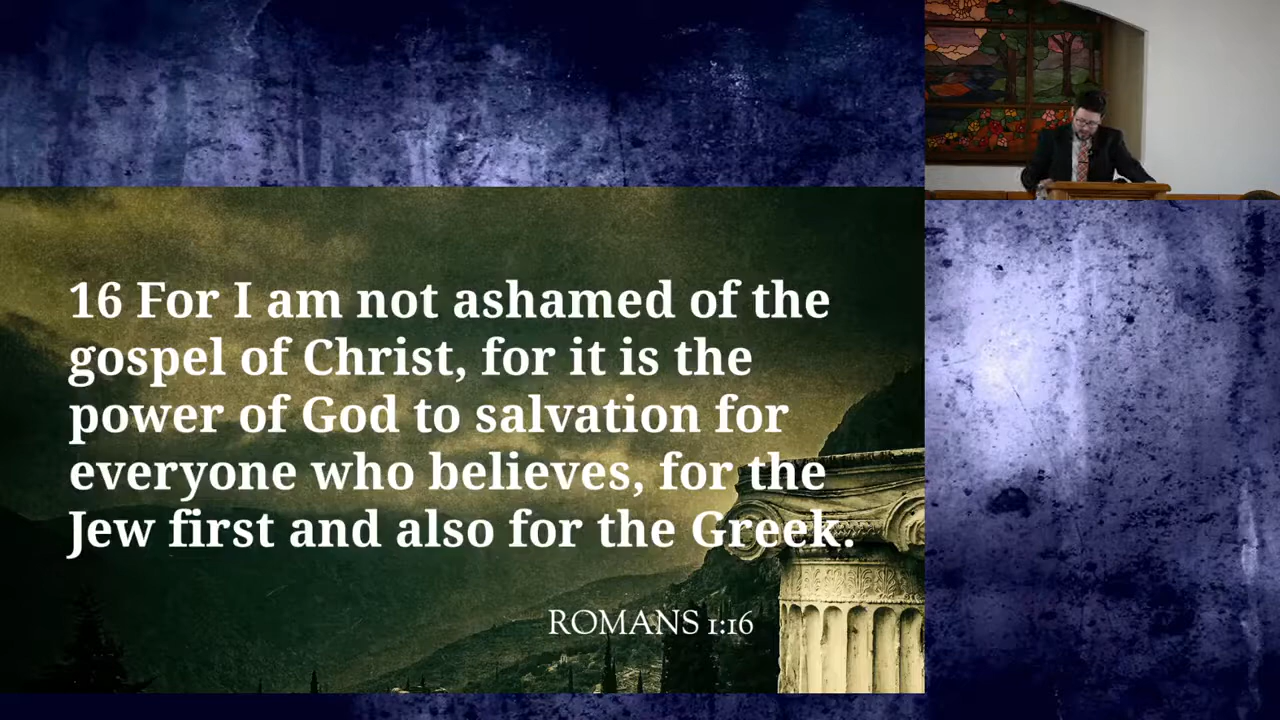 16 For I am not ashamed of the
gospel of Christ, for it is the
power of God to salvation for
everyone who believes, for the
Jew first and also for the Greek.
ROMANS 1:16